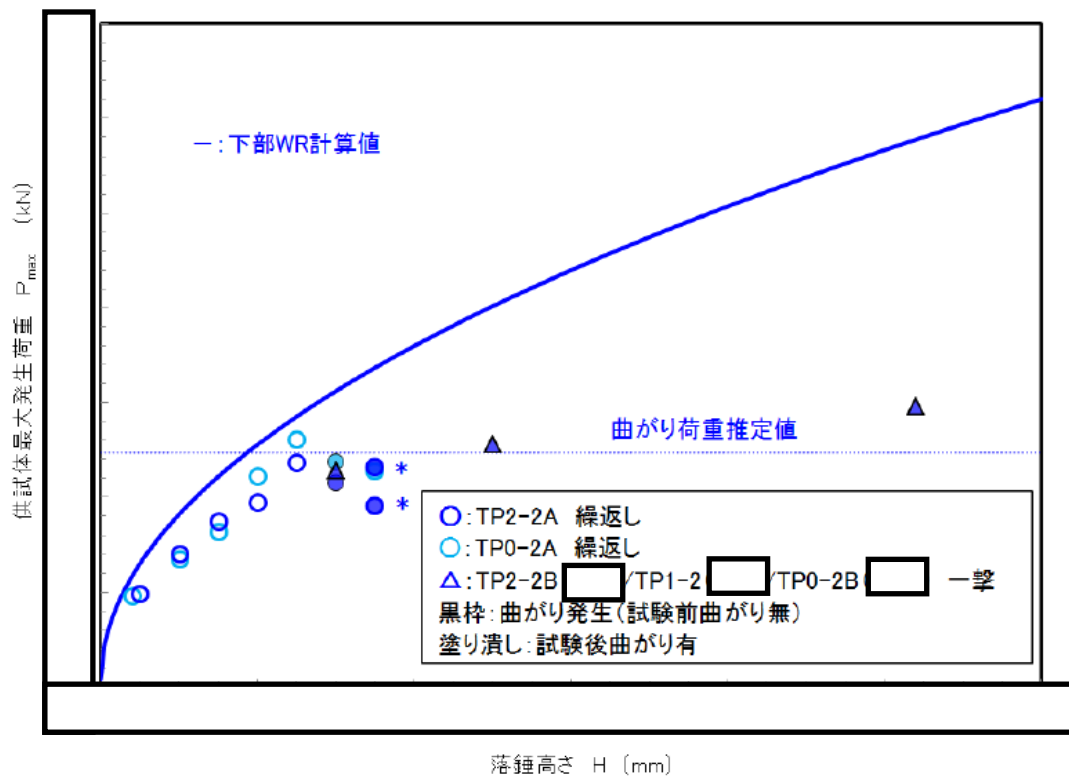 供試体最大発生荷重 Pmax (kN)
－：下部WR計算値
曲がり荷重推定値
*
*
○：TP2-2A 繰返し
○：TP0-2A 繰返し
△：TP2-2B /TP1-2( /TP0-2B( 一撃
黒枠：曲がり発生(試験前曲がり無)
塗り潰し：試験後曲がり有
落錘高さ H (mm)